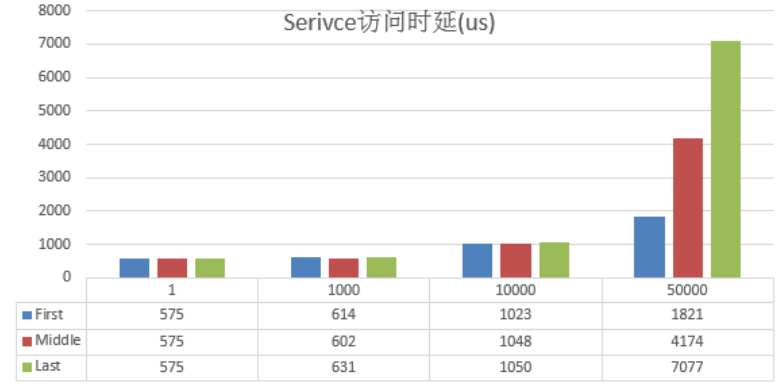 Serivce访问时延(us)
8000
7000
6000
5000
4000
3000
2000
1000
0
1 1000 10000 50000
First 575 614 1023 1821
Middle 575 602 1048 4174
Last 575 631 1050 7077